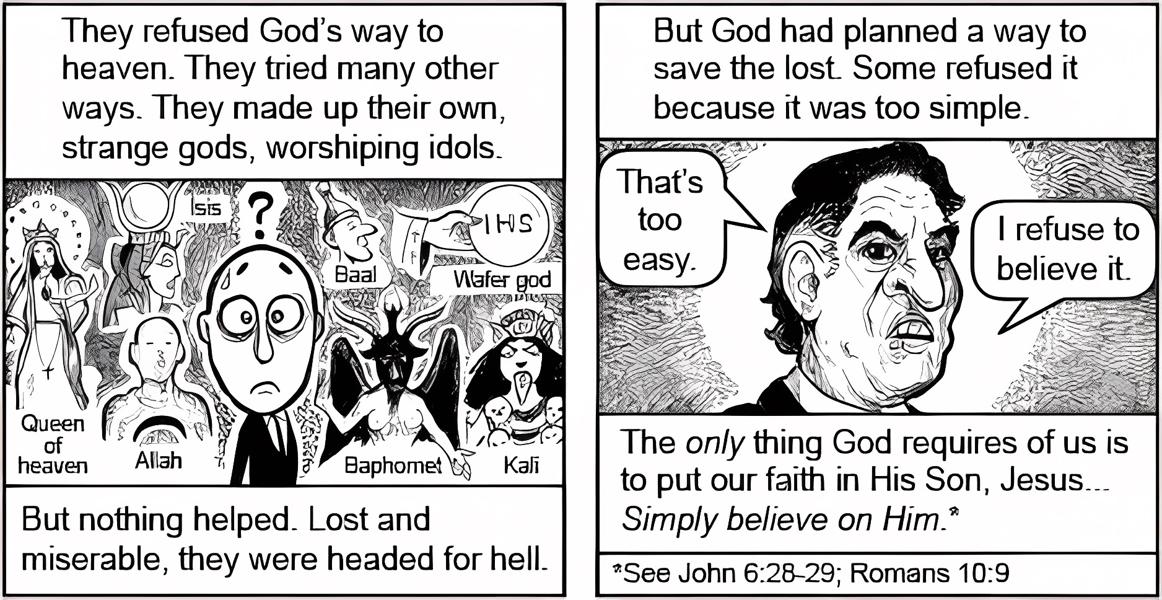 They refused God's way to
heaven. They tried many other
ways. They made up their own,
strange gods, worshiping idols.
Isis
?
Baal
IHS
Wafer god
Queen
of
heaven
Allah
Baphomet
Kali
But nothing helped. Lost and
miserable, they were headed for hell.
But God had planned a way to
save the lost. Some refused it
because it was too simple.
That's
too
easy.
I refuse to
believe it.
The only thing God requires of us is
to put our faith in His Son, Jesus...
Simply believe on Him.*
*See John 6:28-29; Romans 10:9